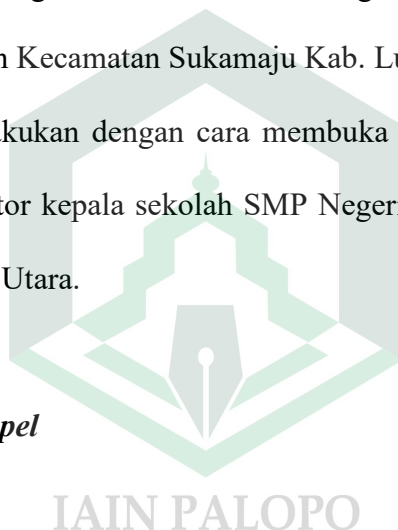 n Kecamatan Sukamaju Kab. Lu
akukan dengan cara membuka
tor kepala sekolah SMP Negeri
Utara.
pel
IAIN PALOPO